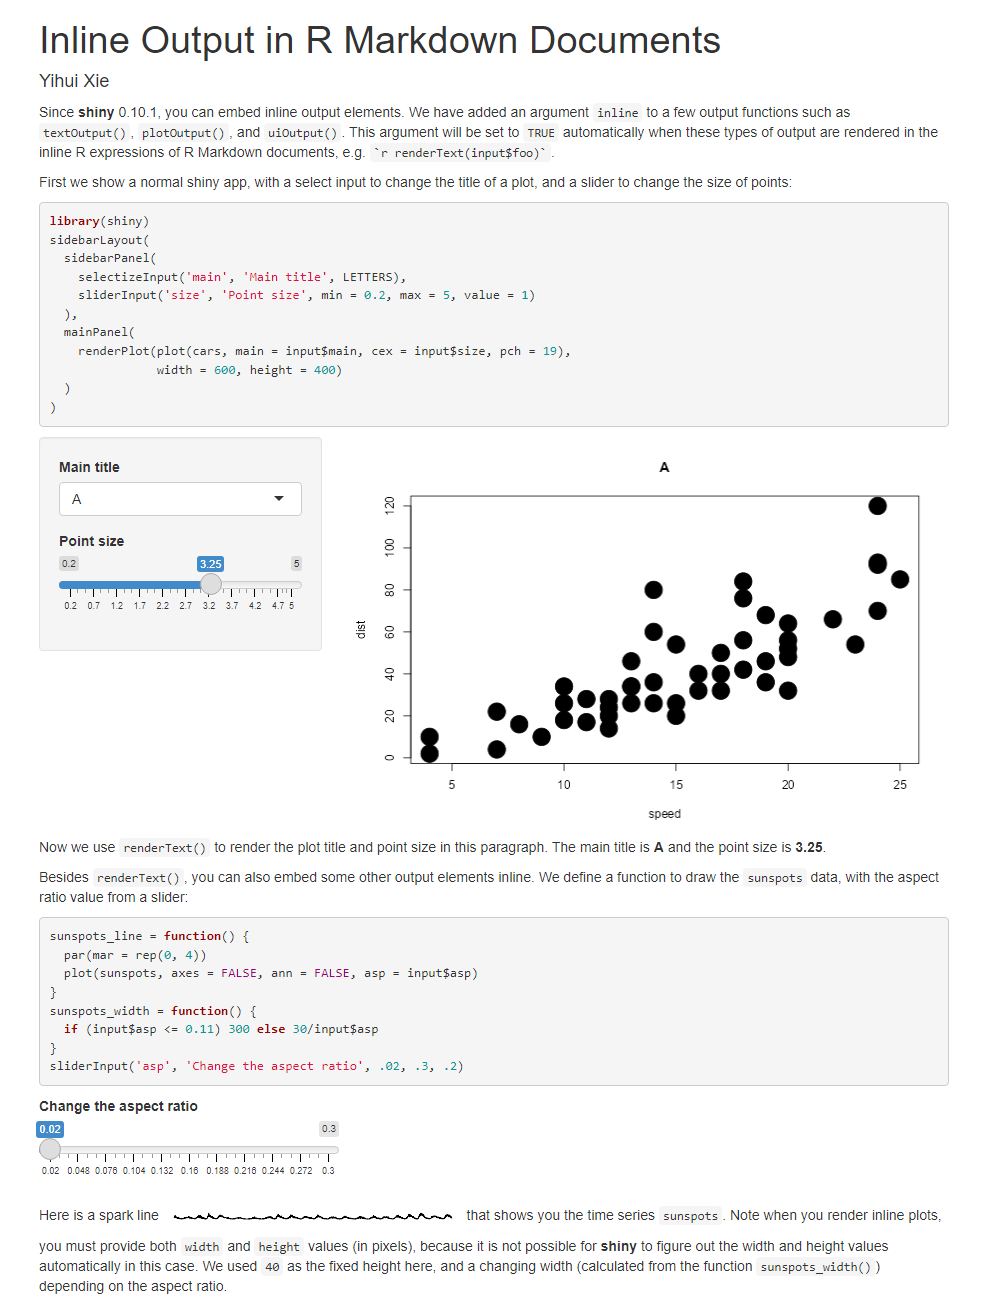 Inline Output in R Markdown Documents
Yihui Xie
Since shiny 0.10.1, you can embed inline output elements. We have added an argument inline to a few output functions such as
textOutput() , plotOutput() , and uiOutput() . This argument will be set to TRUE automatically when these types of output are rendered in the
inline R expressions of R Markdown documents, e.g. `r renderText(input$foo)` .
First we show a normal shiny app, with a select input to change the title of a plot, and a slider to change the size of points:
library(shiny)
sidebarLayout(
  sidebarPanel(
    selectizeInput('main', 'Main title', LETTERS),
    sliderInput('size', 'Point size', min = 0.2, max = 5, value = 1)
  ),
  mainPanel(
    renderPlot(plot(cars, main = input$main, cex = input$size, pch = 19),
               width = 600, height = 400)
  )
)
Main title
A
Point size
0.2 3.25 5
0.2 0.7 1.2 1.7 2.2 2.7 3.2 3.7 4.2 4.7 5
A
120
100
80
60
40
20
0
dist
5 10 15 20 25
speed
Now we use renderText() to render the plot title and point size in this paragraph. The main title is A and the point size is 3.25.
Besides renderText() , you can also embed some other output elements inline. We define a function to draw the sunspots data, with the aspect
ratio value from a slider:
sunspots_line = function() {
  par(mar = rep(0, 4))
  plot(sunspots, axes = FALSE, ann = FALSE, asp = input$asp)
}
sunspots_width = function() {
  if (input$asp <= 0.11) 300 else 30/input$asp
}
sliderInput('asp', 'Change the aspect ratio', .02, .3, .2)
Change the aspect ratio
0.02 0.3
0.02 0.048 0.076 0.104 0.132 0.16 0.188 0.216 0.244 0.272 0.3
Here is a spark line that shows you the time series sunspots . Note when you render inline plots,
you must provide both width and height values (in pixels), because it is not possible for shiny to figure out the width and height values
automatically in this case. We used 40 as the fixed height here, and a changing width (calculated from the function sunspots_width() )
depending on the aspect ratio.